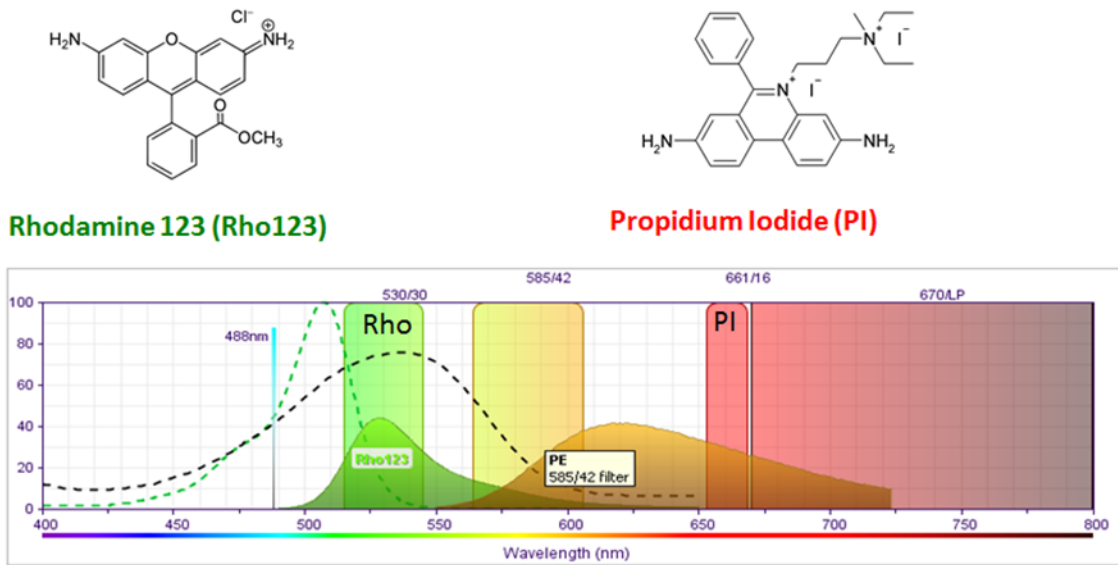 Cl⁻
H₂N O ⊕NH₂
O
OCH₃
N⁺ I⁻
N⁺ I⁻
H₂N NH₂
Rhodamine 123 (Rho123) Propidium Iodide (PI)
585/42 661/16
530/30 670/LP
100
80
60
40
20
0
488nm
Rho
PI
Rho123
PE
585/42 filter
400 450 500 550 600 650 700 750 800
Wavelength (nm)